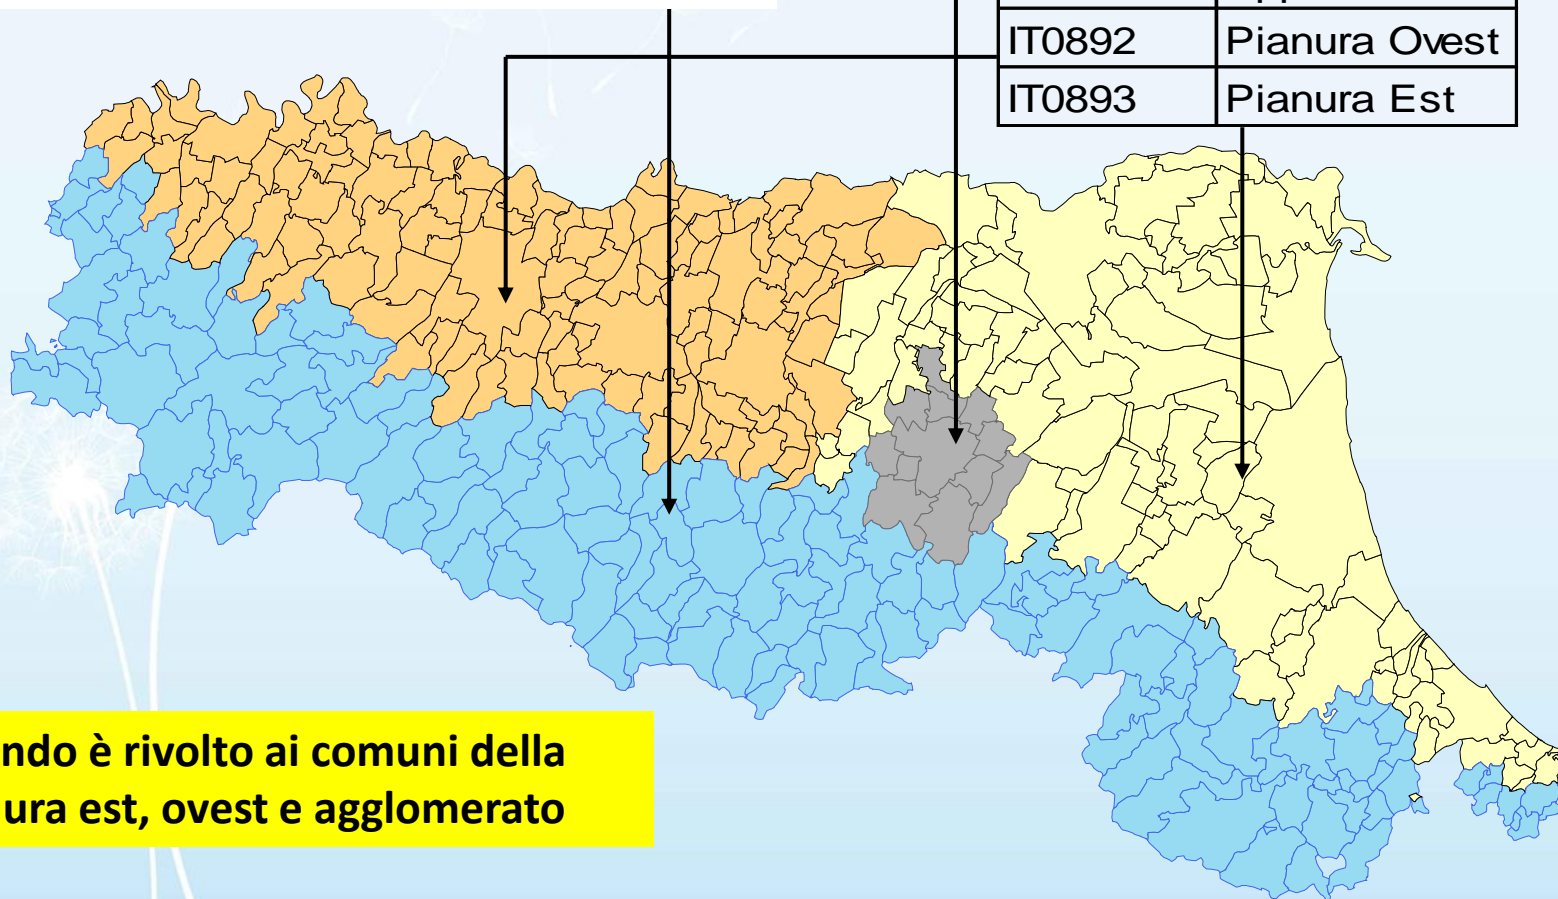 IT0892 Pianura Ovest
IT0893 Pianura Est
ndo è rivolto ai comuni della
ura est, ovest e agglomerato